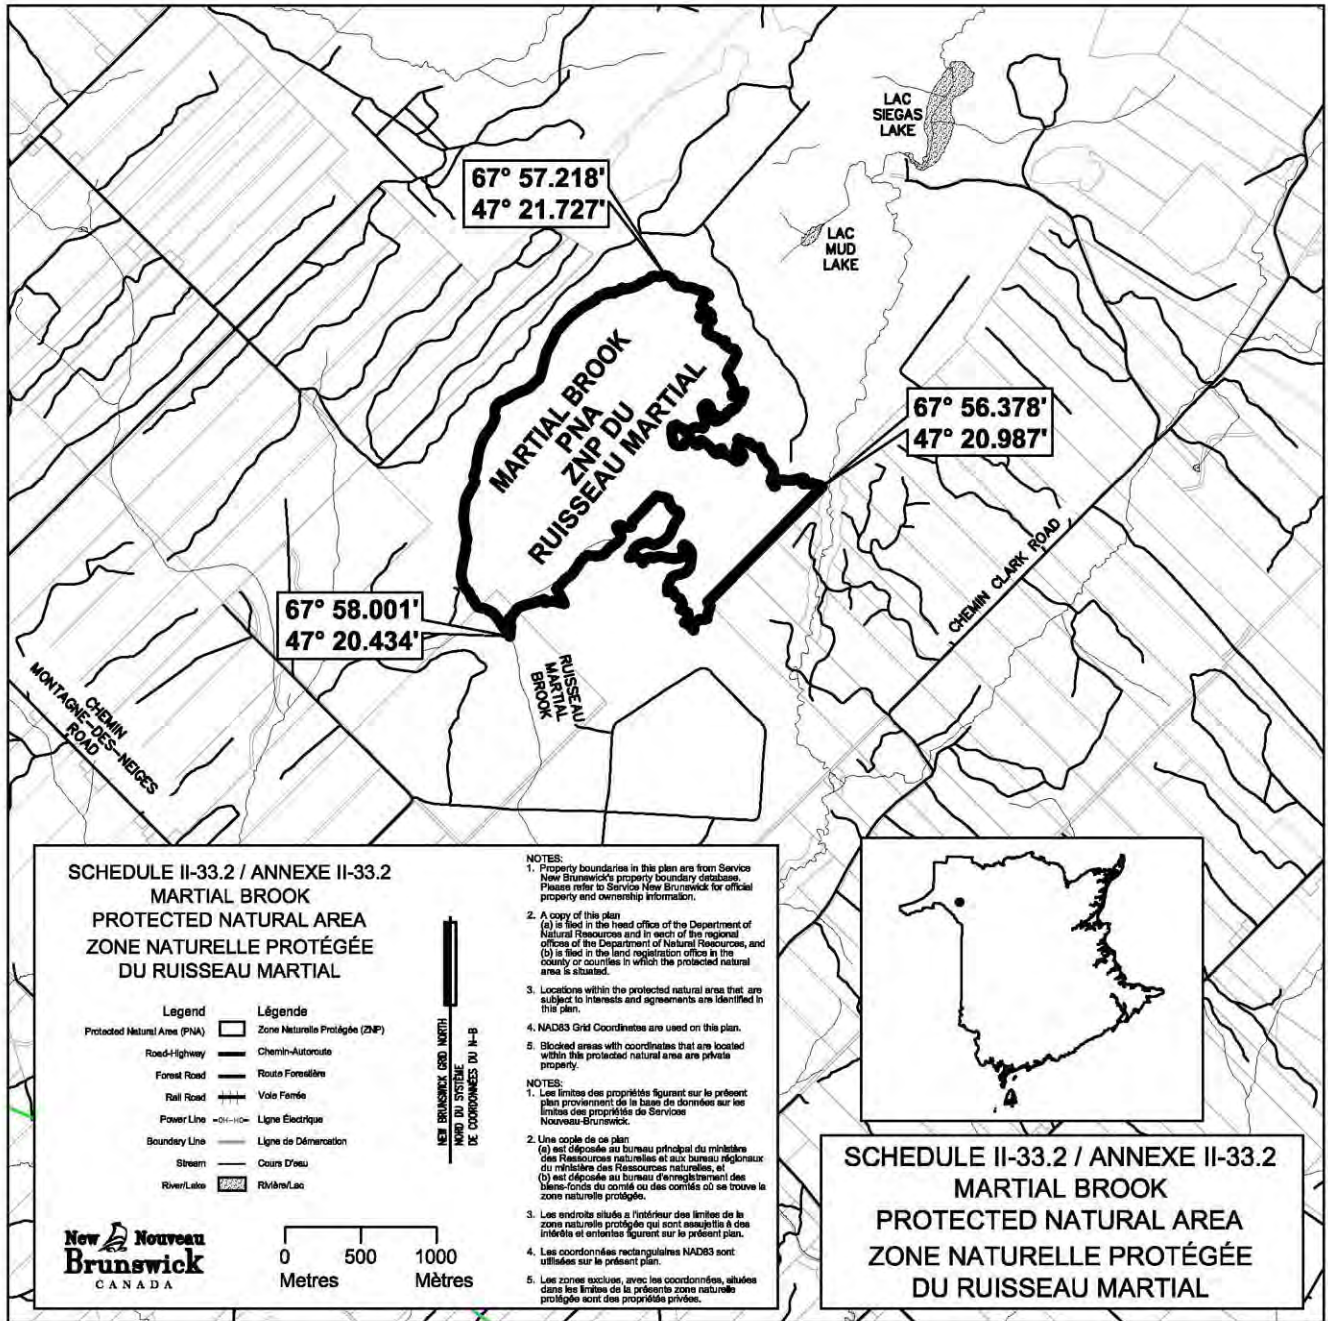 LAC
SIEGAS
LAKE
67° 57.218'
47° 21.727'
LAC
MUD
LAKE
MARTIAL BROOK
PNA
ZNP DU
RUISSEAU MARTIAL
67° 56.378'
47° 20.987'
CHEMIN CLARK ROAD
67° 58.001'
47° 20.434'
RUISSEAU
MARTIAL
BROOK
CHEMIN
MONTAGNE-DES-NEIGES
ROAD
SCHEDULE II-33.2 / ANNEXE II-33.2
MARTIAL BROOK
PROTECTED NATURAL AREA
ZONE NATURELLE PROTÉGÉE
DU RUISSEAU MARTIAL
Legend Légende
Protected Natural Area (PNA) Zone Naturelle Protégée (ZNP)
Road-Highway Chemin-Autoroute
Forest Road Route Forestière
Rail Road Voie Ferrée
Power Line Ligne Électrique
Boundary Line Ligne de Démarcation
Stream Cours D'eau
River/Lake Rivière/Lac
NEW BRUNSWICK GRID NORTH
NORD DU SYSTÈME
DE COORDONNÉES DU N-B
New Nouveau
Brunswick
CANADA
0 500 1000
Metres Mètres
NOTES:
1. Property boundaries in this plan are from Service
New Brunswick's property boundary database.
Please refer to Service New Brunswick for official
property and ownership information.
2. A copy of this plan
(a) is filed in the head office of the Department of
Natural Resources and in each of the regional
offices of the Department of Natural Resources, and
(b) is filed in the land registration office in the
county or counties in which the protected natural
area is situated.
3. Locations within the protected natural area that are
subject to interests and agreements are identified in
this plan.
4. NAD83 Grid Coordinates are used on this plan.
5. Blocked areas with coordinates that are located
within this protected natural area are private
property.
NOTES:
1. Les limites des propriétés figurant sur le présent
plan proviennent de la base de données sur les
limites des propriétés de Services
Nouveau-Brunswick.
2. Une copie de ce plan
(a) est déposée au bureau principal du ministère
des Ressources naturelles et aux bureau régionaux
du ministère des Ressources naturelles, et
(b) est déposée au bureau d'enregistrement des
biens-fonds du comté ou des comtés où se trouve la
zone naturelle protégée.
3. Les endroits situés a l'intérieur des limites de la
zone naturelle protégée qui sont assujettis à des
intérêts et ententes figurent sur le présent plan.
4. Les coordonnées rectangulaires NAD83 sont
utilisées sur le présent plan.
5. Les zones exclues, avec les coordonnées, situées
dans les limites de la présente zone naturelle
protégée sont des propriétés privées.
SCHEDULE II-33.2 / ANNEXE II-33.2
MARTIAL BROOK
PROTECTED NATURAL AREA
ZONE NATURELLE PROTÉGÉE
DU RUISSEAU MARTIAL